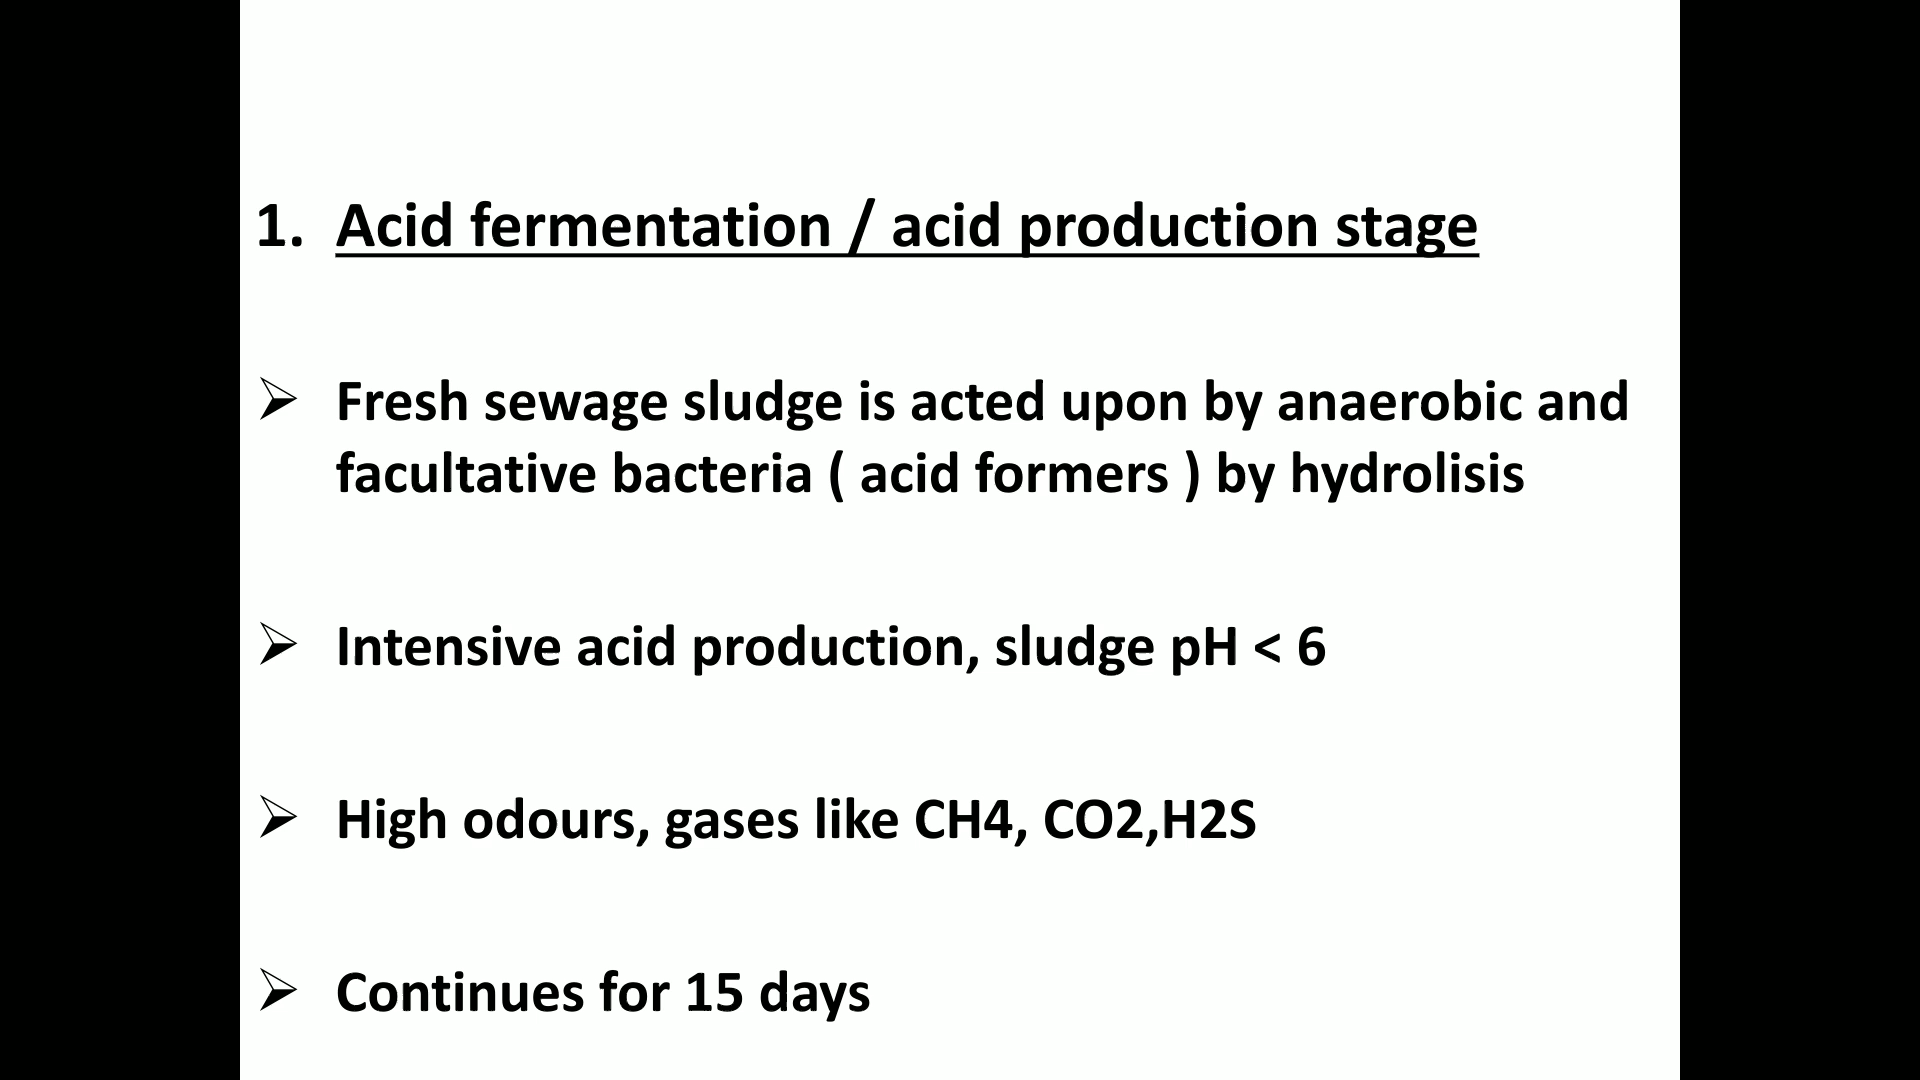 1. Acid fermentation / acid production stage
➢ Fresh sewage sludge is acted upon by anaerobic and
facultative bacteria ( acid formers ) by hydrolisis
➢ Intensive acid production, sludge pH < 6
➢ High odours, gases like CH4, CO2,H2S
➢ Continues for 15 days